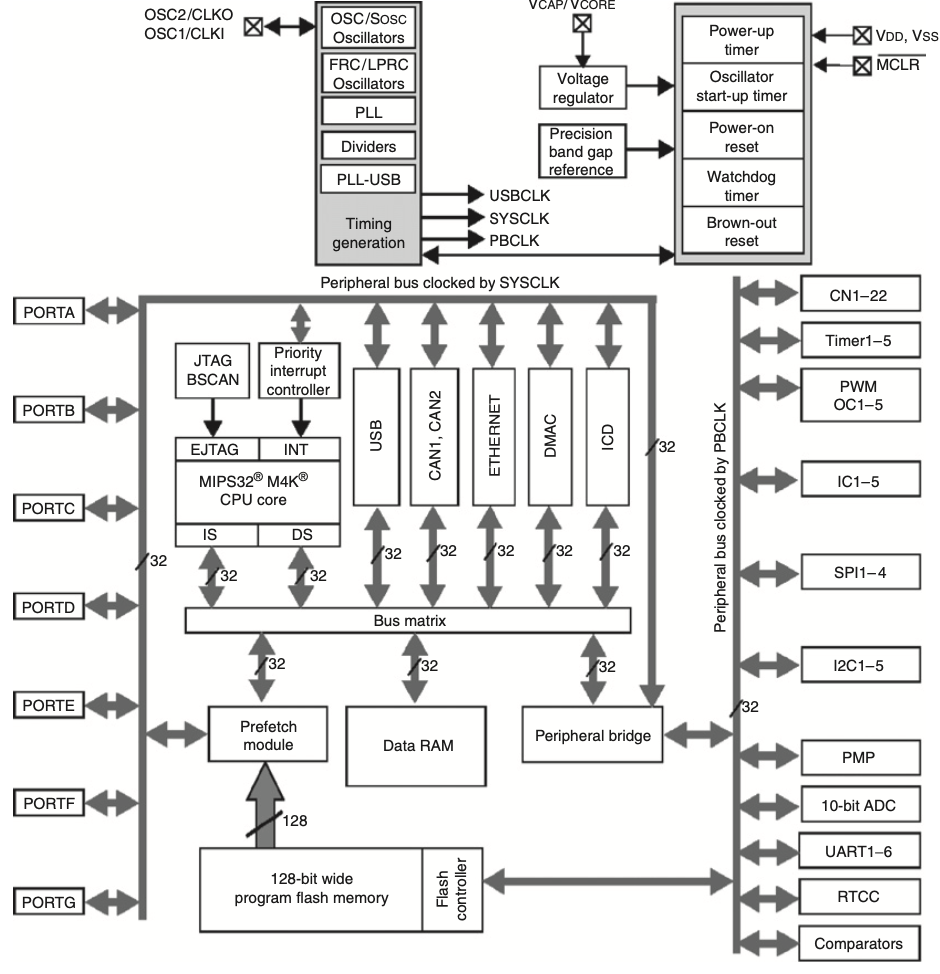 OSC2/CLKO
OSC1/CLKI
OSC/SOSC
Oscillators
FRC/LPRC
Oscillators
PLL
Dividers
PLL-USB
Timing
generation
USBCLK
SYSCLK
PBCLK
VCAP/VCORE
Voltage
regulator
Precision
band gap
reference
Power-up
timer
Oscillator
start-up timer
Power-on
reset
Watchdog
timer
Brown-out
reset
VDD, VSS
MCLR
Peripheral bus clocked by SYSCLK
PORTA
PORTB
PORTC
PORTD
PORTE
PORTF
PORTG
32
JTAG
BSCAN
Priority
interrupt
controller
EJTAG
INT
MIPS32® M4K®
CPU core
IS
DS
USB
CAN1, CAN2
ETHERNET
DMAC
ICD
32
32
32
32
32
32
32
32
Bus matrix
32
32
32
Prefetch
module
Data RAM
Peripheral bridge
128
128-bit wide
program flash memory
Flash
controller
Peripheral bus clocked by PBCLK
32
CN1–22
Timer1–5
PWM
OC1–5
IC1–5
SPI1–4
I2C1–5
PMP
10-bit ADC
UART1–6
RTCC
Comparators